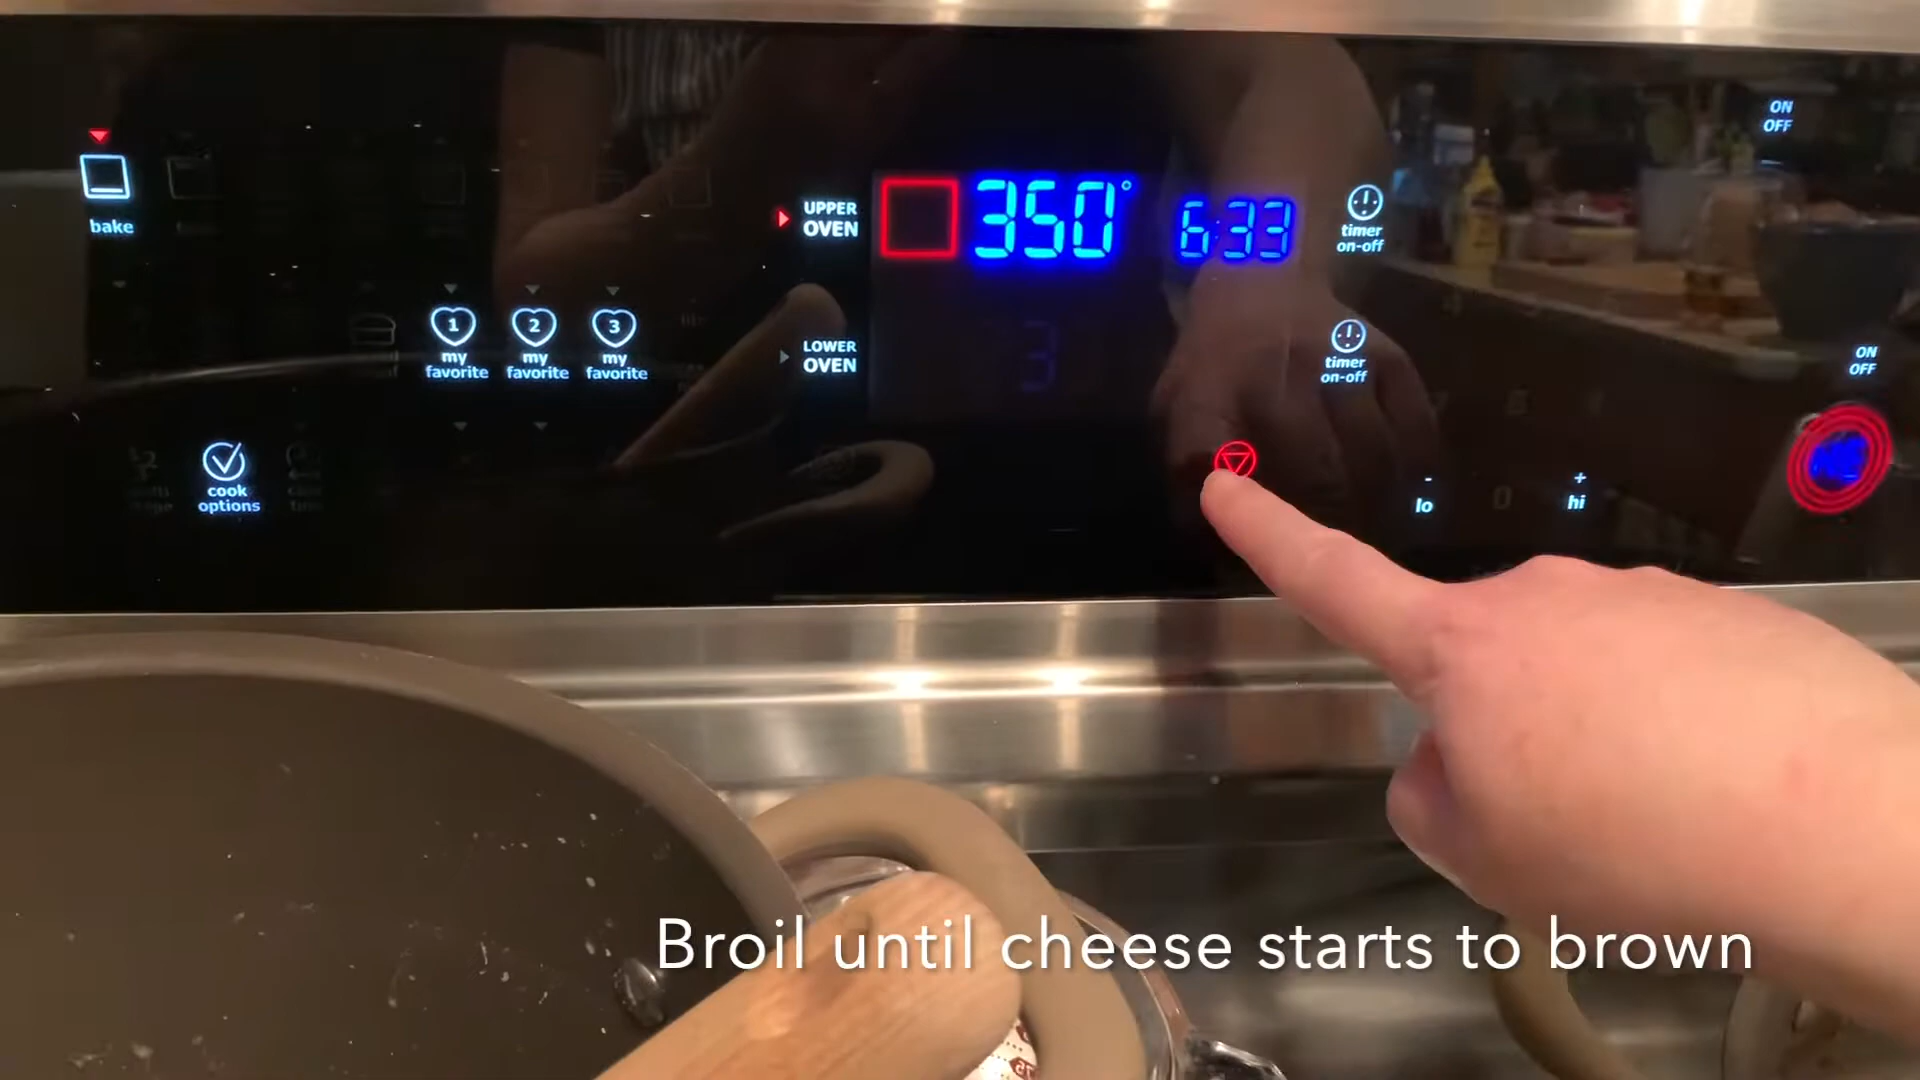 ON
OFF
bake
UPPER
OVEN
350°
6:33
timer
on-off
1
my
favorite
2
my
favorite
3
my
favorite
LOWER
OVEN
timer
on-off
ON
OFF
cook
options
-
lo
+
hi
Broil until cheese starts to brown